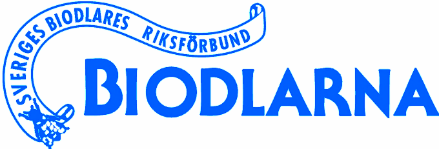 SVERIGES BIODLARES RIKSFÖRBUND
BIODLARNA